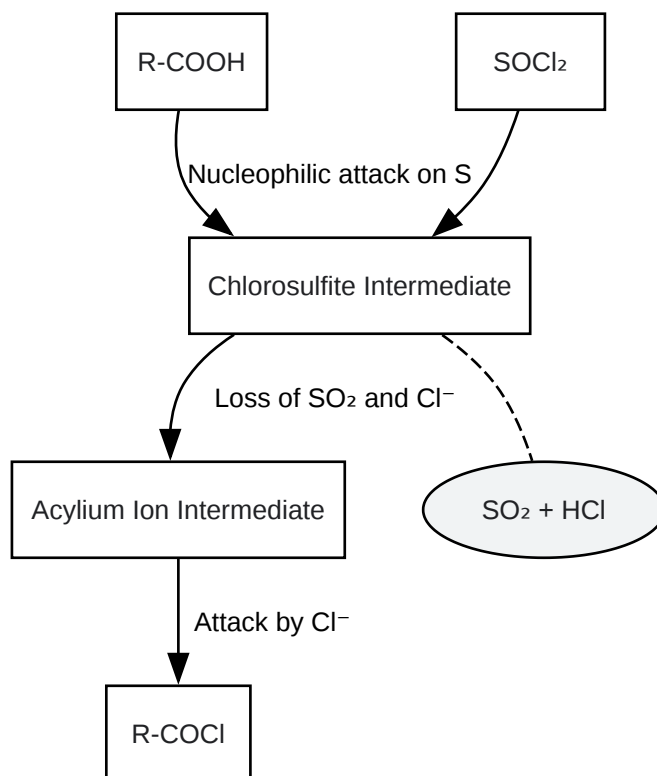 R-COOH
SOCl₂
Nucleophilic attack on S
Chlorosulfite Intermediate
Loss of SO₂ and Cl⁻
Acylium Ion Intermediate
SO₂ + HCl
Attack by Cl⁻
R-COCl